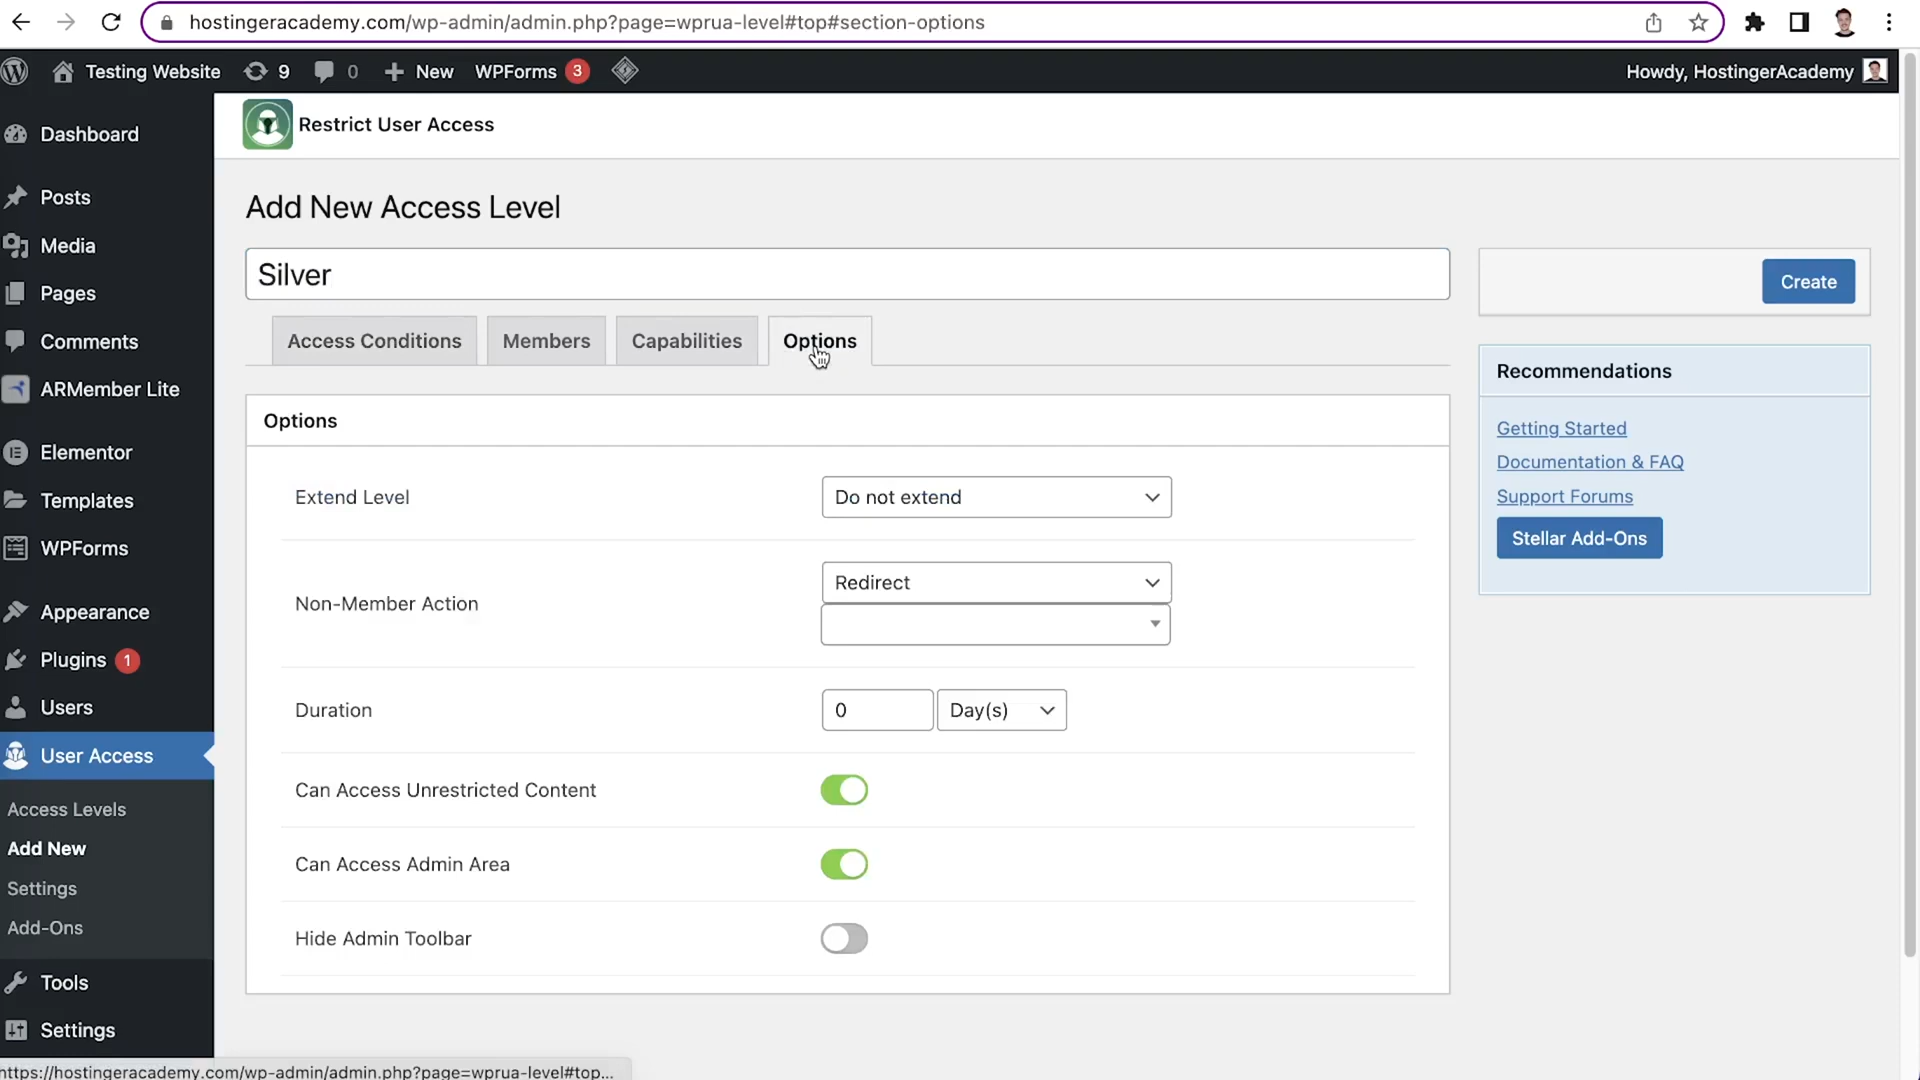 hostingeracademy.com/wp-admin/admin.php?page=wprua-level#top#section-options
Testing Website 9 0 New WPForms 3 Howdy, HostingerAcademy
Dashboard
Posts
Media
Pages
Comments
ARMember Lite
Elementor
Templates
WPForms
Appearance
Plugins 1
Users
User Access
Access Levels
Add New
Settings
Add-Ons
Tools
Settings
Restrict User Access
Add New Access Level
Silver
Access Conditions Members Capabilities Options
Options
Extend Level Do not extend
Non-Member Action Redirect
Duration 0 Day(s)
Can Access Unrestricted Content
Can Access Admin Area
Hide Admin Toolbar
Create
Recommendations
Getting Started
Documentation & FAQ
Support Forums
Stellar Add-Ons
https://hostingeracademy.com/wp-admin/admin.php?page=wprua-level#top...